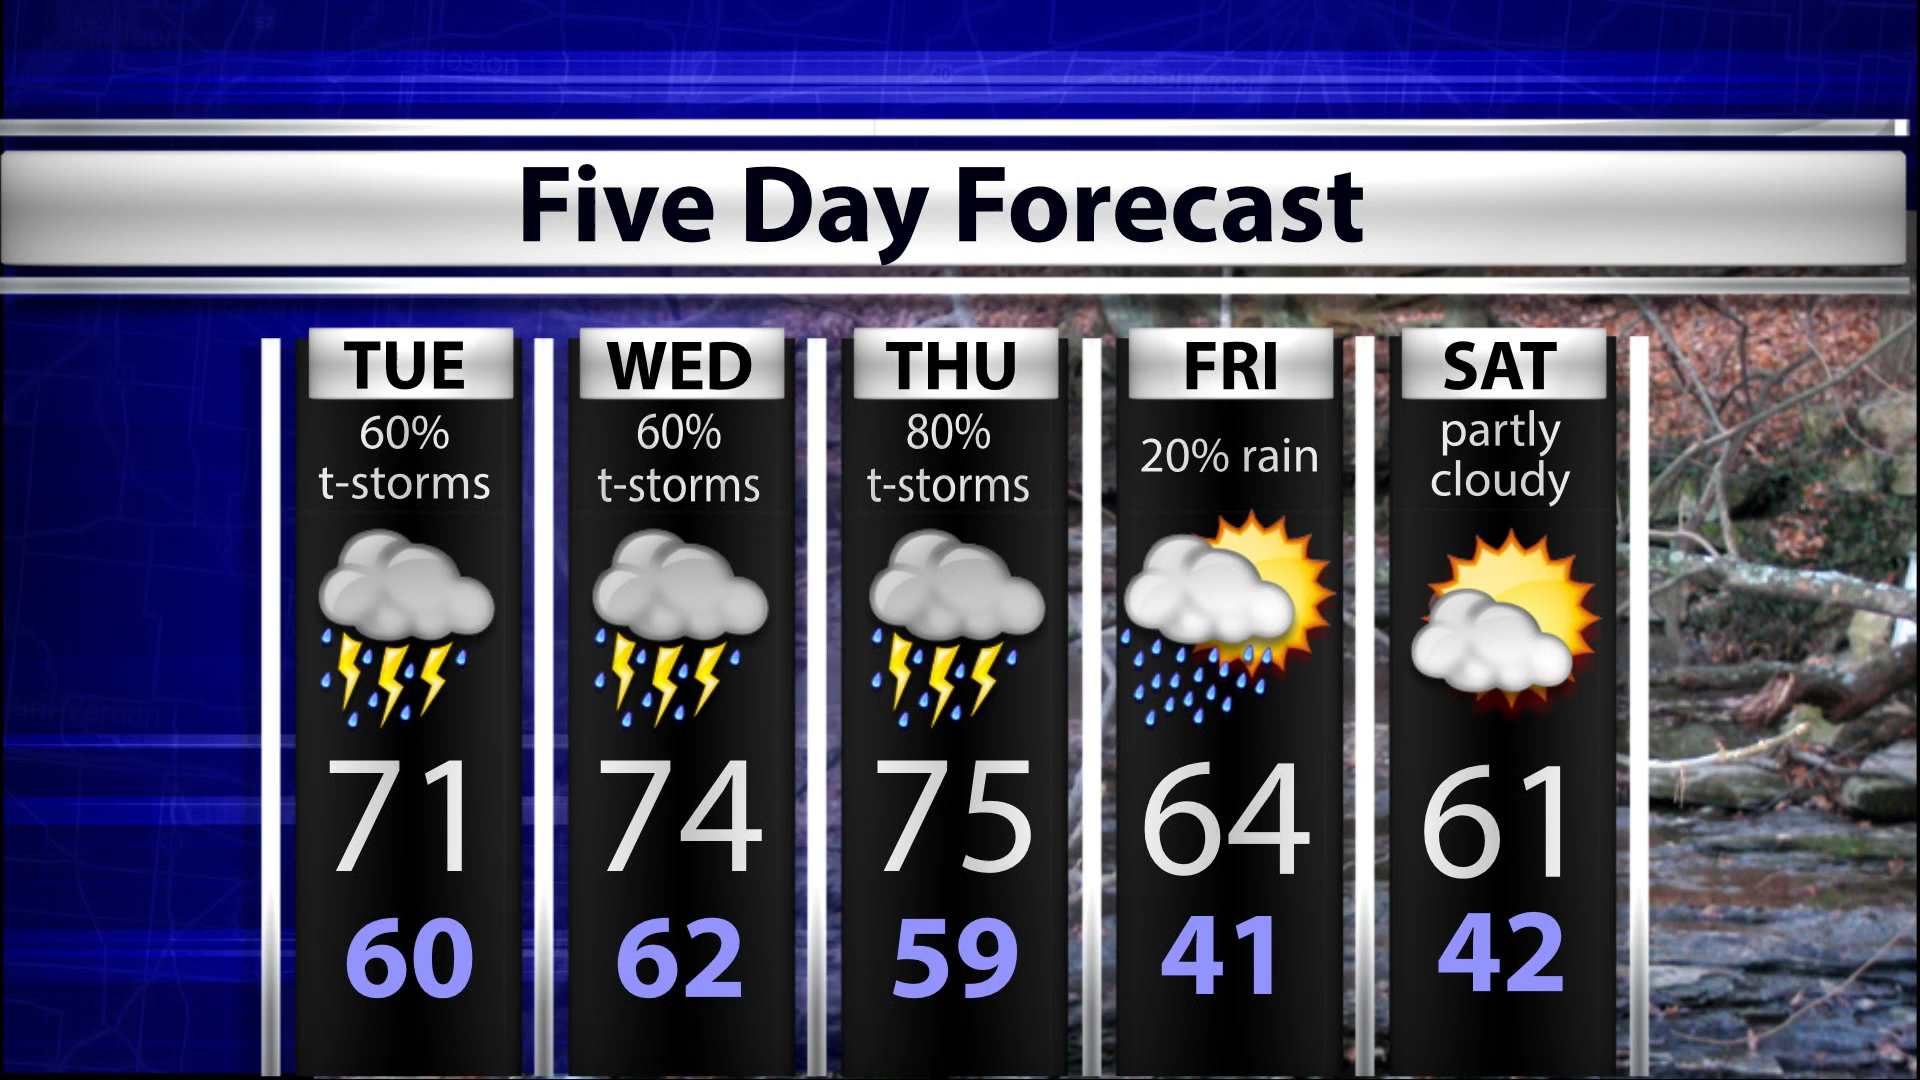 Five Day Forecast
TUE
60%
t-storms
71
60
WED
60%
t-storms
74
62
THU
80%
t-storms
75
59
FRI
20% rain
64
41
SAT
partly
cloudy
61
42